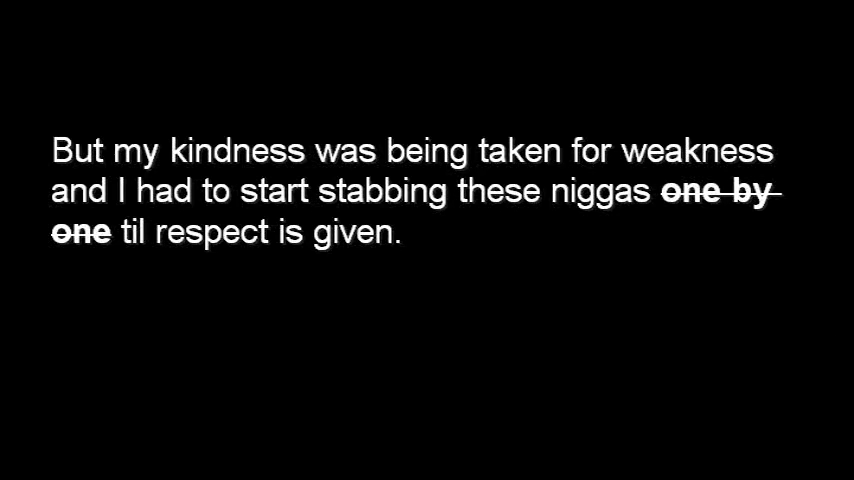 But my kindness was being taken for weakness
and I had to start stabbing these niggas one by
one til respect is given.